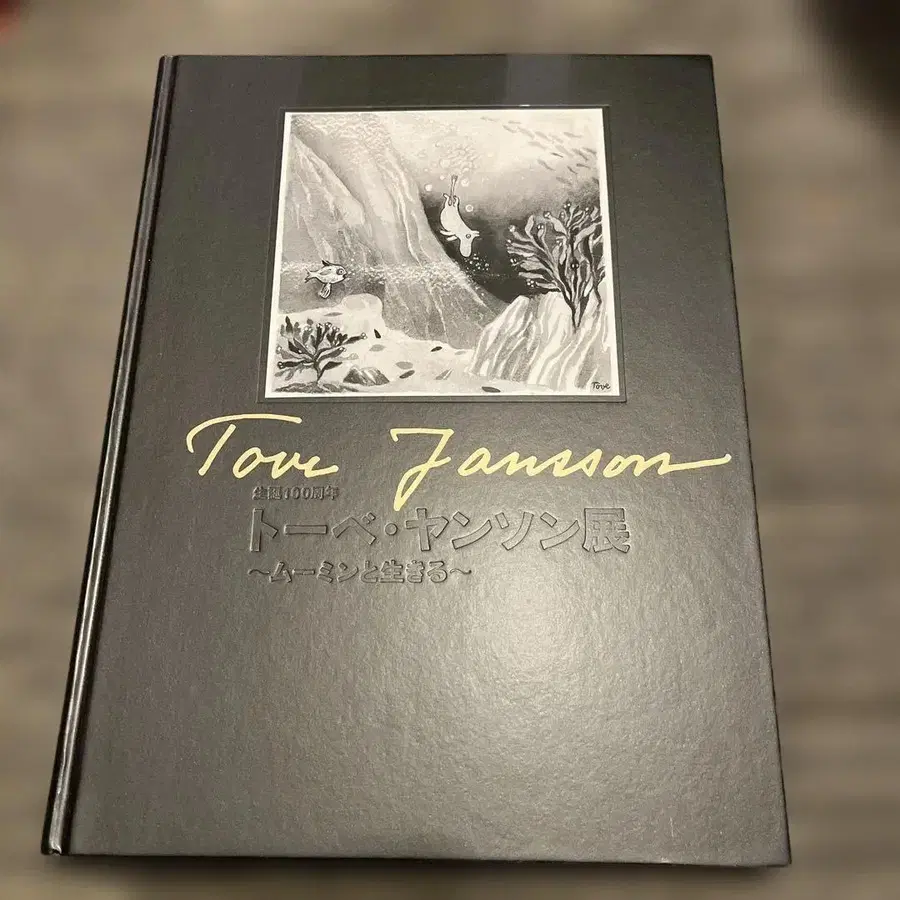 Tove
Tove Jansson
生誕100周年
トーベ・ヤンソン展
～ムーミンと生きる～